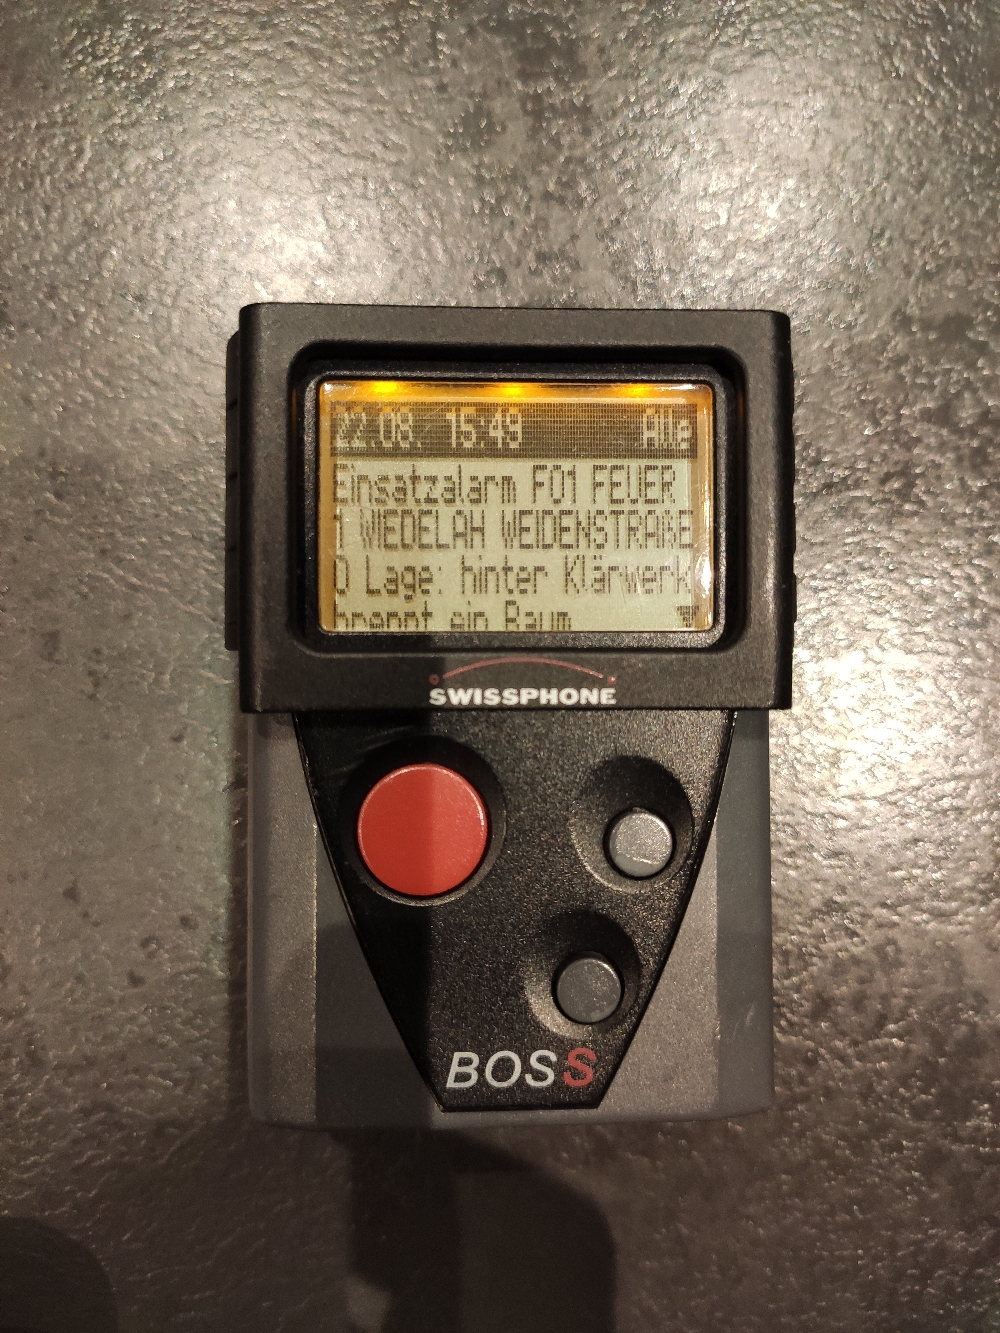 22.08. 15:49 Alle
Einsatzalarm F01 FEUER
1 WIEDELAH WEIDENSTRAẞE
0 Lage: hinter Klärwerk
brennt ein Baum
SWISSPHONE
BOSS